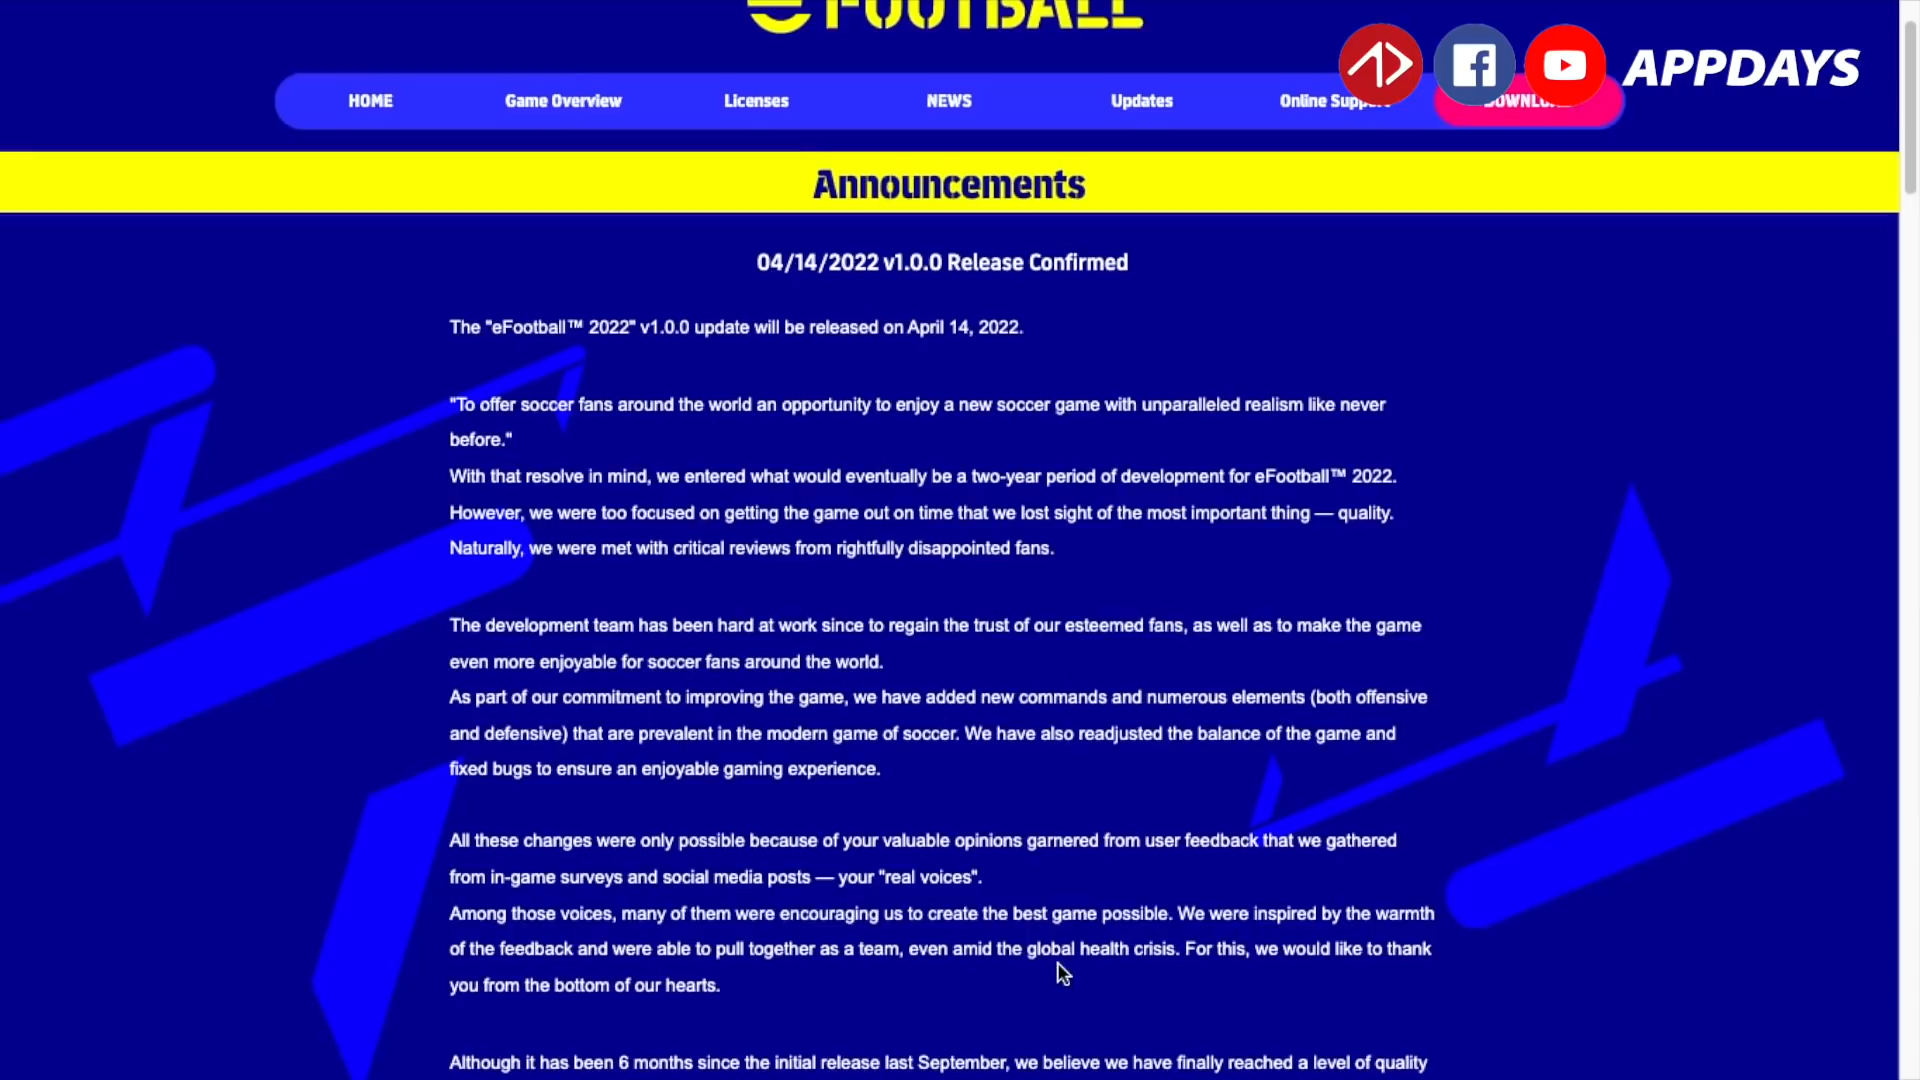 FOOTBALL
APPDAYS
HOME Game Overview Licenses NEWS Updates Online Support DOWNLOAD
Announcements
04/14/2022 v1.0.0 Release Confirmed
The "eFootball™ 2022" v1.0.0 update will be released on April 14, 2022.
"To offer soccer fans around the world an opportunity to enjoy a new soccer game with unparalleled realism like never
before."
With that resolve in mind, we entered what would eventually be a two-year period of development for eFootball™ 2022.
However, we were too focused on getting the game out on time that we lost sight of the most important thing — quality.
Naturally, we were met with critical reviews from rightfully disappointed fans.
The development team has been hard at work since to regain the trust of our esteemed fans, as well as to make the game
even more enjoyable for soccer fans around the world.
As part of our commitment to improving the game, we have added new commands and numerous elements (both offensive
and defensive) that are prevalent in the modern game of soccer. We have also readjusted the balance of the game and
fixed bugs to ensure an enjoyable gaming experience.
All these changes were only possible because of your valuable opinions garnered from user feedback that we gathered
from in-game surveys and social media posts — your "real voices".
Among those voices, many of them were encouraging us to create the best game possible. We were inspired by the warmth
of the feedback and were able to pull together as a team, even amid the global health crisis. For this, we would like to thank
you from the bottom of our hearts.
Although it has been 6 months since the initial release last September, we believe we have finally reached a level of quality